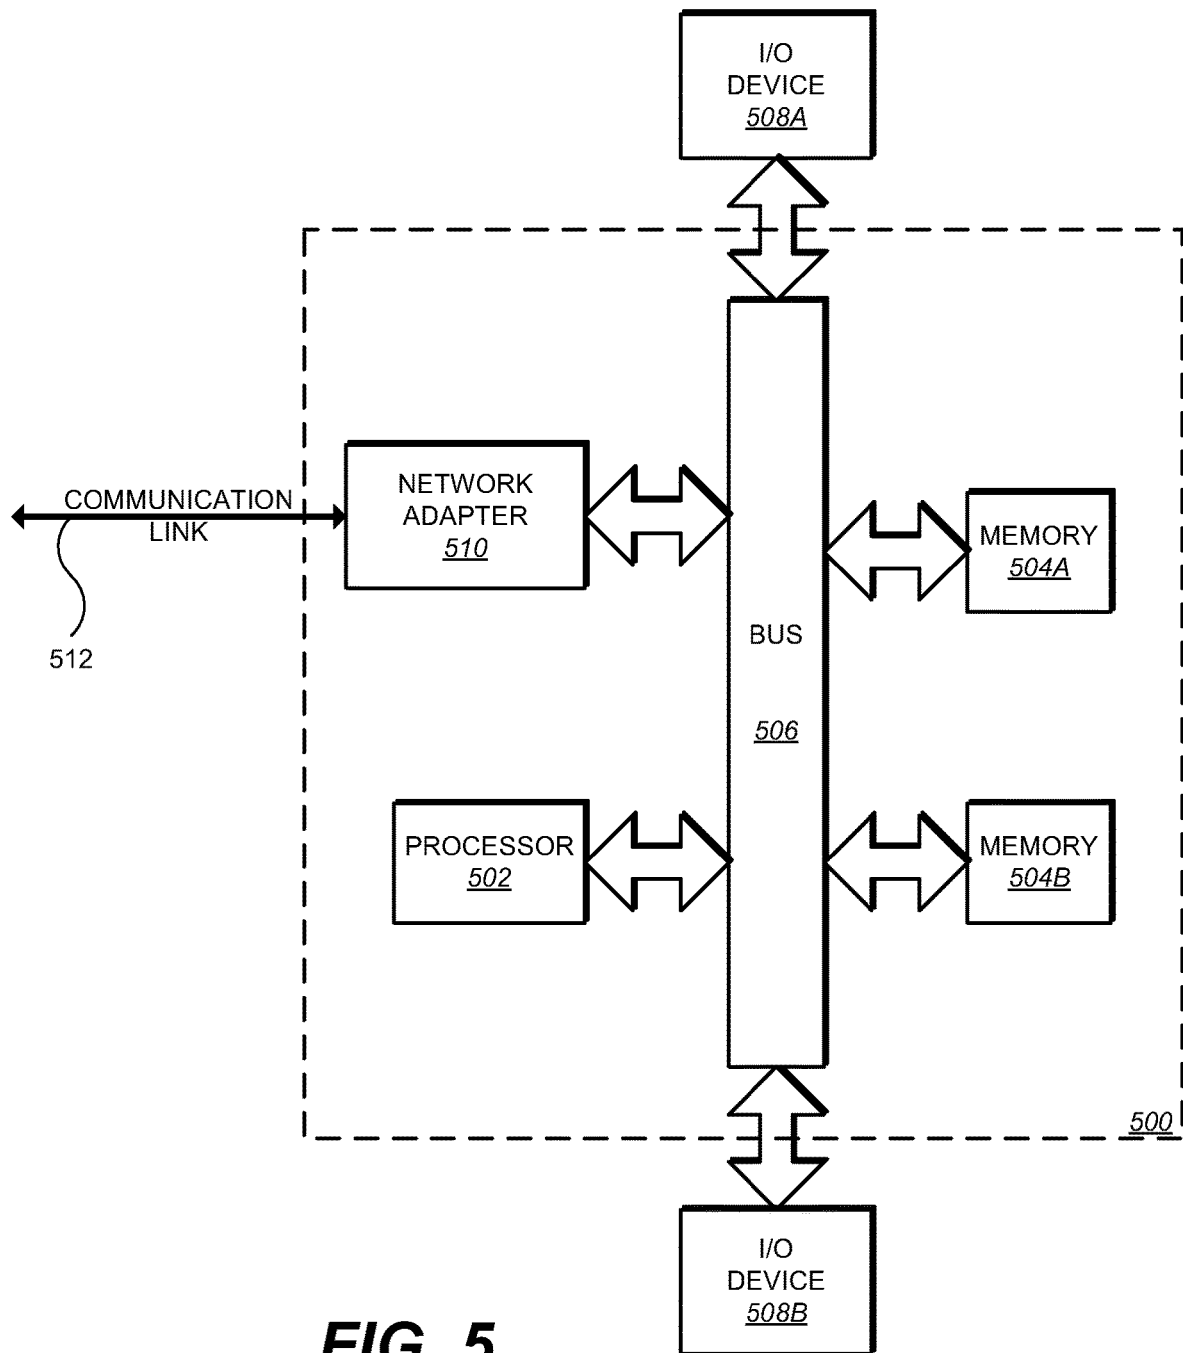 I/O
DEVICE
508A
COMMUNICATION
LINK
512
NETWORK
ADAPTER
510
MEMORY
504A
BUS
506
PROCESSOR
502
MEMORY
504B
500
I/O
DEVICE
508B
FIG. 5